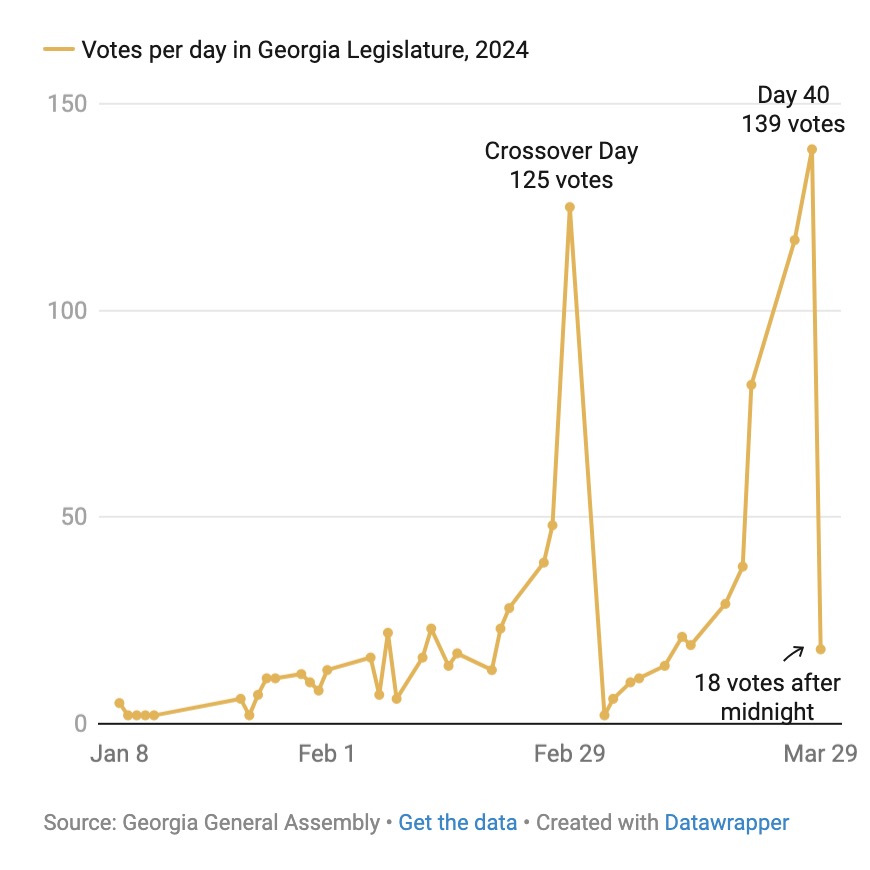 Votes per day in Georgia Legislature, 2024
150
Day 40
139 votes
Crossover Day
125 votes
100
50
18 votes after
midnight
0
Jan 8
Feb 1
Feb 29
Mar 29
Source: Georgia General Assembly • Get the data • Created with Datawrapper